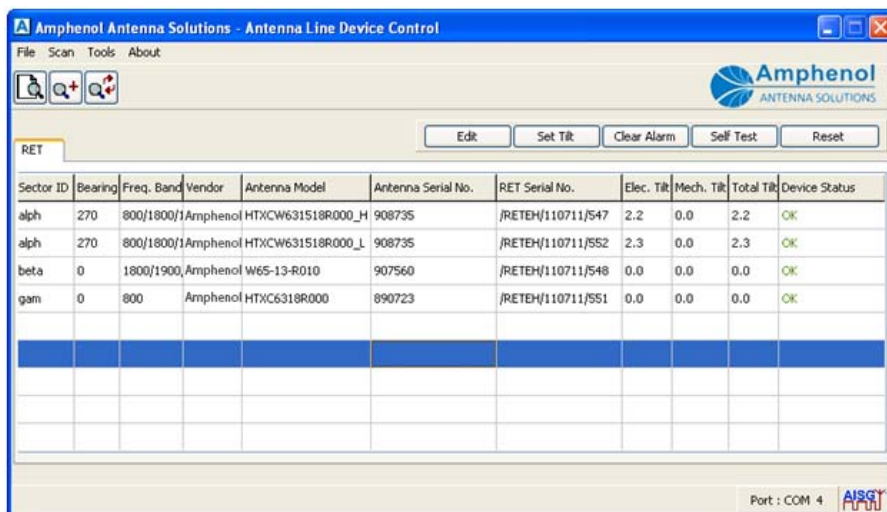 A Amphenol Antenna Solutions - Antenna Line Device Control
File Scan Tools About
Amphenol
ANTENNA SOLUTIONS
Edit Set Tilt Clear Alarm Self Test Reset
RET
Sector ID Bearing Freq. Band Vendor Antenna Model Antenna Serial No. RET Serial No. Elec. Tilt Mech. Tilt Total Tilt Device Status
alph 270 800/1800/1 Amphenol HTXCW631518R000_H 908735 /RETEH/110711/547 2.2 0.0 2.2 OK
alph 270 800/1800/1 Amphenol HTXCW631518R000_L 908735 /RETEH/110711/552 2.3 0.0 2.3 OK
beta 0 1800/1900, Amphenol W65-13-R010 907560 /RETEH/110711/548 0.0 0.0 0.0 OK
gam 0 800 Amphenol HTXC6318R000 890723 /RETEH/110711/551 0.0 0.0 0.0 OK
Port : COM 4 AISG